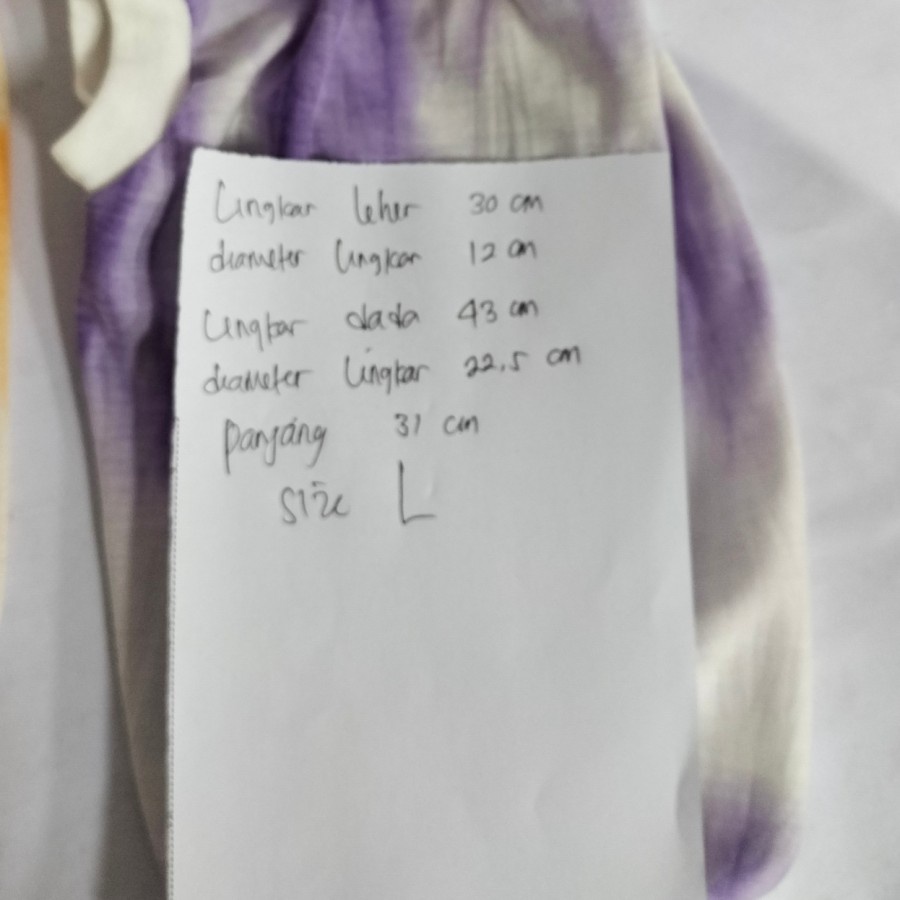 Lingkar leher 30 cm
diameter lingkar 12 cm
Lingkar dada 43 cm
diameter lingkar 22,5 cm
Panjang 31 cm
size L